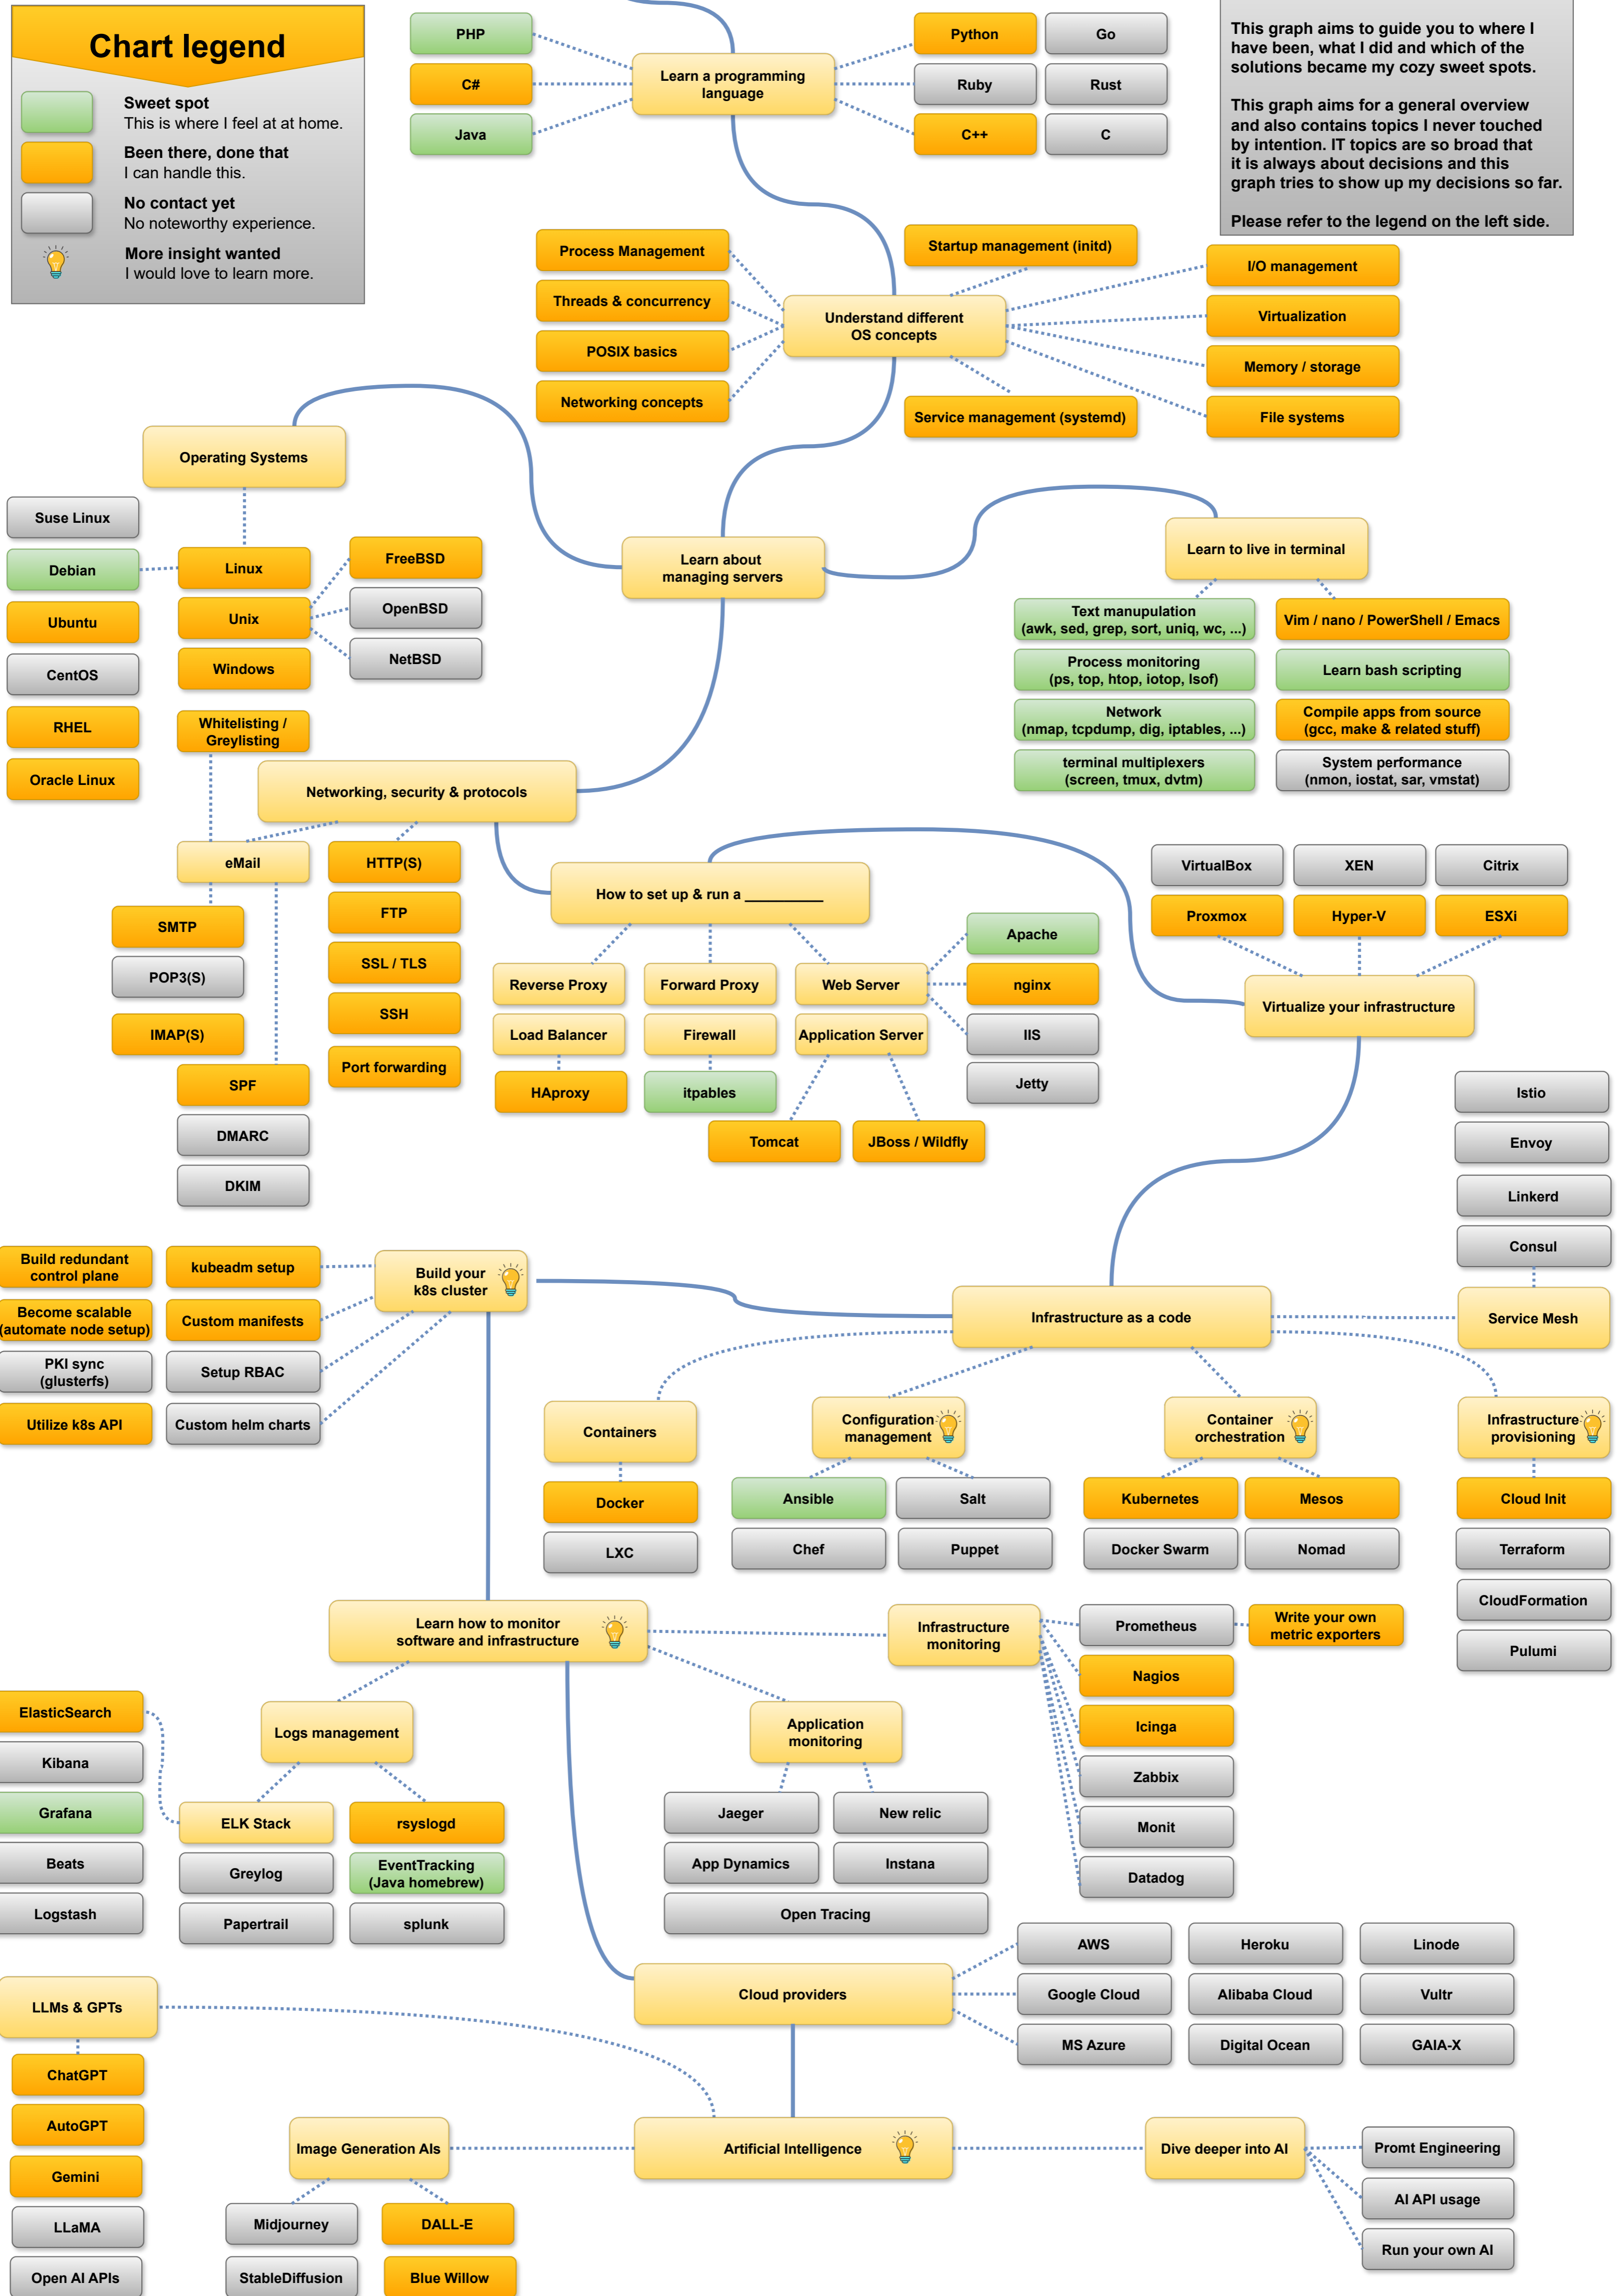 Chart legend
Sweet spot
This is where I feel at at home.
Been there, done that
I can handle this.
No contact yet
No noteworthy experience.
More insight wanted
I would love to learn more.
PHP
C#
Java
Learn a programming
language
Python
Go
Ruby
Rust
C++
C
This graph aims to guide you to where I
have been, what I did and which of the
solutions became my cozy sweet spots.
This graph aims for a general overview
and also contains topics I never touched
by intention. IT topics are so broad that
it is always about decisions and this
graph tries to show up my decisions so far.
Please refer to the legend on the left side.
Process Management
Threads & concurrency
POSIX basics
Networking concepts
Startup management (initd)
Understand different
OS concepts
Service management (systemd)
I/O management
Virtualization
Memory / storage
File systems
Operating Systems
Suse Linux
Debian
Ubuntu
CentOS
RHEL
Oracle Linux
Linux
Unix
Windows
FreeBSD
OpenBSD
NetBSD
Learn about
managing servers
Learn to live in terminal
Text manupulation
(awk, sed, grep, sort, uniq, wc, ...)
Process monitoring
(ps, top, htop, iotop, lsof)
Network
(nmap, tcpdump, dig, iptables, ...)
terminal multiplexers
(screen, tmux, dvtm)
Vim / nano / PowerShell / Emacs
Learn bash scripting
Compile apps from source
(gcc, make & related stuff)
System performance
(nmon, iostat, sar, vmstat)
Whitelisting /
Greylisting
Networking, security & protocols
eMail
SMTP
POP3(S)
IMAP(S)
SPF
DMARC
DKIM
HTTP(S)
FTP
SSL / TLS
SSH
Port forwarding
How to set up & run a __________
Reverse Proxy
Forward Proxy
Web Server
Load Balancer
Firewall
Application Server
HAproxy
itpables
Tomcat
JBoss / Wildfly
Apache
nginx
IIS
Jetty
VirtualBox
XEN
Citrix
Proxmox
Hyper-V
ESXi
Virtualize your infrastructure
Istio
Envoy
Linkerd
Consul
Service Mesh
Build redundant
control plane
Become scalable
(automate node setup)
PKI sync
(glusterfs)
Utilize k8s API
kubeadm setup
Custom manifests
Setup RBAC
Custom helm charts
Build your
k8s cluster
Infrastructure as a code
Containers
Docker
LXC
Configuration
management
Ansible
Salt
Chef
Puppet
Container
orchestration
Kubernetes
Mesos
Docker Swarm
Nomad
Infrastructure
provisioning
Cloud Init
Terraform
CloudFormation
Pulumi
Learn how to monitor
software and infrastructure
Infrastructure
monitoring
Prometheus
Write your own
metric exporters
Nagios
Icinga
Zabbix
Monit
Datadog
ElasticSearch
Kibana
Grafana
Beats
Logstash
Logs management
ELK Stack
rsyslogd
Greylog
EventTracking
(Java homebrew)
Papertrail
splunk
Application
monitoring
Jaeger
New relic
App Dynamics
Instana
Open Tracing
Cloud providers
AWS
Heroku
Linode
Google Cloud
Alibaba Cloud
Vultr
MS Azure
Digital Ocean
GAIA-X
LLMs & GPTs
ChatGPT
AutoGPT
Gemini
LLaMA
Open AI APIs
Image Generation AIs
Midjourney
DALL-E
StableDiffusion
Blue Willow
Artificial Intelligence
Dive deeper into AI
Promt Engineering
AI API usage
Run your own AI